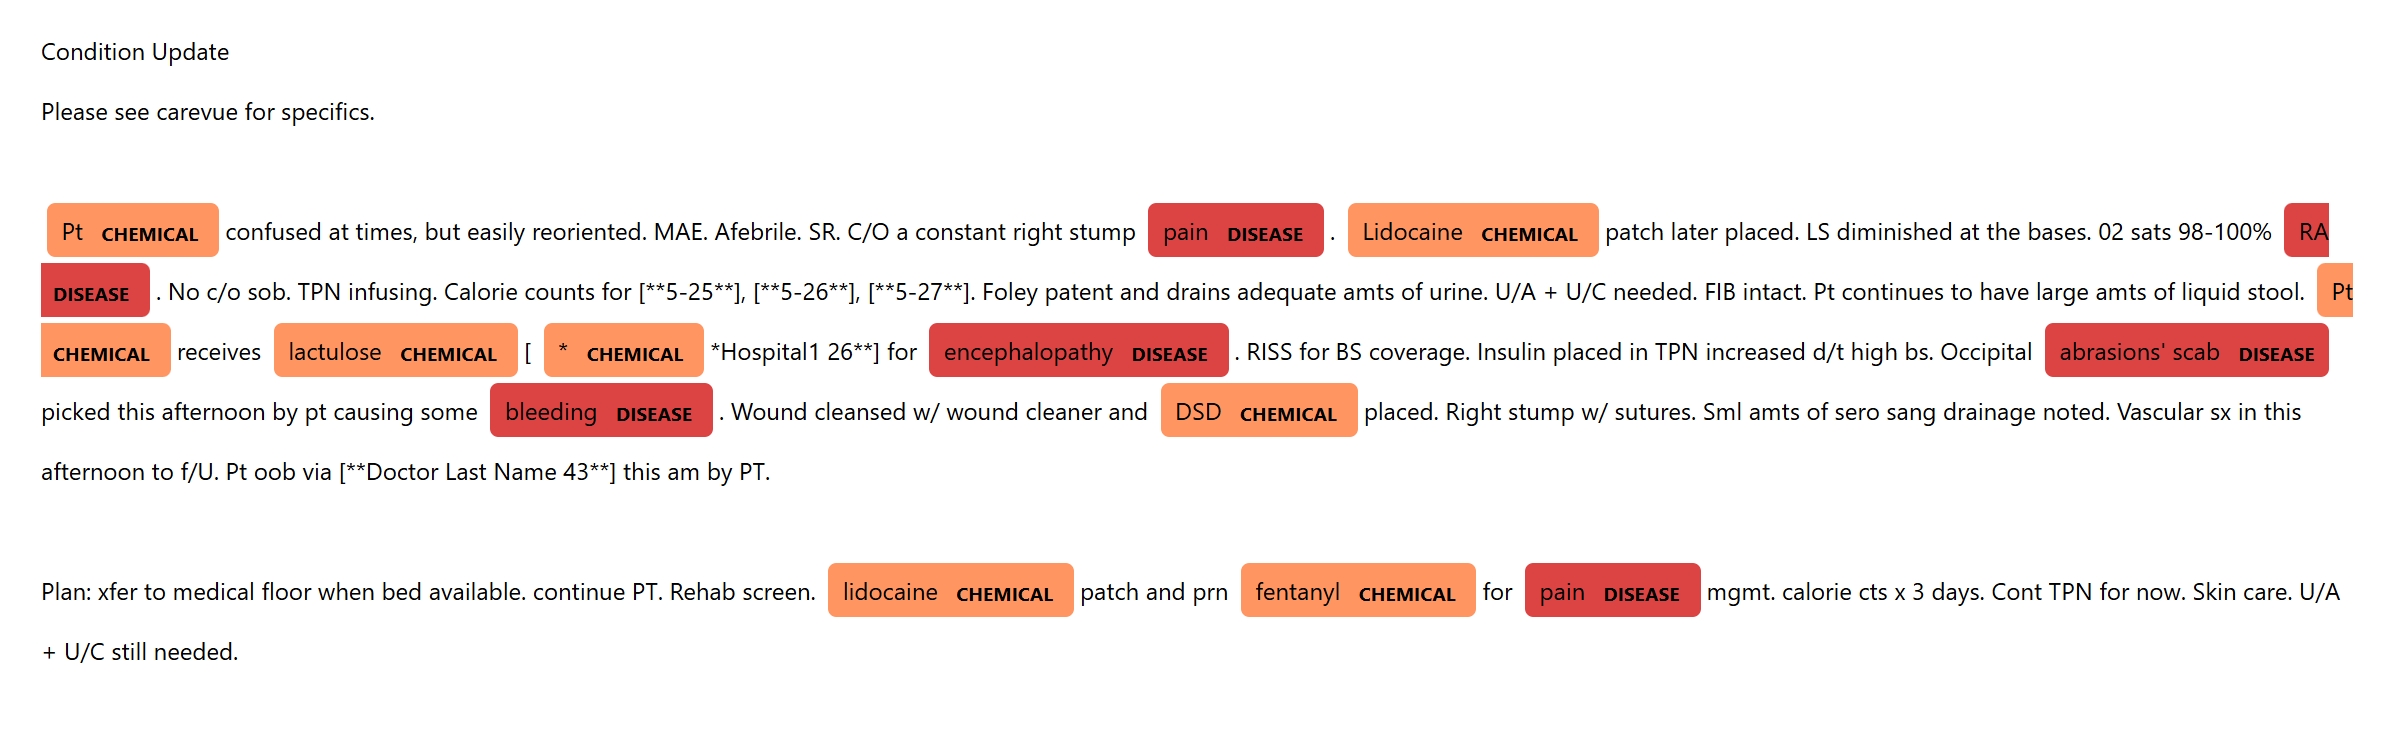 Condition Update
Please see carevue for specifics.
Pt CHEMICAL confused at times, but easily reoriented. MAE. Afebrile. SR. C/O a constant right stump pain DISEASE . Lidocaine CHEMICAL patch later placed. LS diminished at the bases. 02 sats 98-100% RA
DISEASE . No c/o sob. TPN infusing. Calorie counts for [**5-25**], [**5-26**], [**5-27**]. Foley patent and drains adequate amts of urine. U/A + U/C needed. FIB intact. Pt continues to have large amts of liquid stool. Pt
CHEMICAL receives lactulose CHEMICAL [ * CHEMICAL *Hospital1 26**] for encephalopathy DISEASE . RISS for BS coverage. Insulin placed in TPN increased d/t high bs. Occipital abrasions' scab DISEASE
picked this afternoon by pt causing some bleeding DISEASE . Wound cleansed w/ wound cleaner and DSD CHEMICAL placed. Right stump w/ sutures. Sml amts of sero sang drainage noted. Vascular sx in this
afternoon to f/U. Pt oob via [**Doctor Last Name 43**] this am by PT.
Plan: xfer to medical floor when bed available. continue PT. Rehab screen. lidocaine CHEMICAL patch and prn fentanyl CHEMICAL for pain DISEASE mgmt. calorie cts x 3 days. Cont TPN for now. Skin care. U/A
+ U/C still needed.